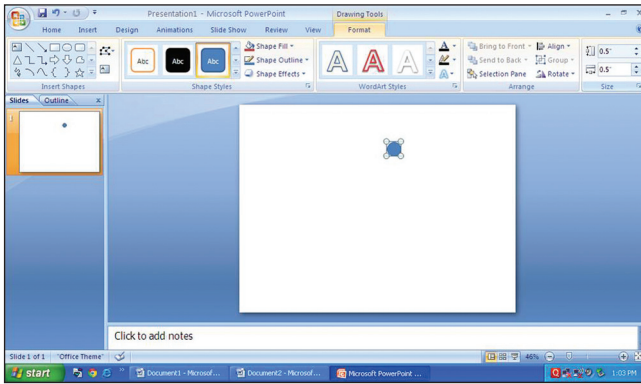 Presentation1 - Microsoft PowerPoint
Drawing Tools
Home Insert Design Animations Slide Show Review View Format
Abc Abc Abc
Shape Fill
Shape Outline
Shape Effects
A A A
A
A
Bring to Front
Send to Back
Selection Pane
Align
Group
Rotate
0.5"
0.5"
Insert Shapes Shape Styles WordArt Styles Arrange Size
Slides Outline x
1
Click to add notes
Slide 1 of 1 "Office Theme" 46%
start Document1 - Microsof... Document2 - Microsof... Microsoft PowerPoint ... 1:03 PM